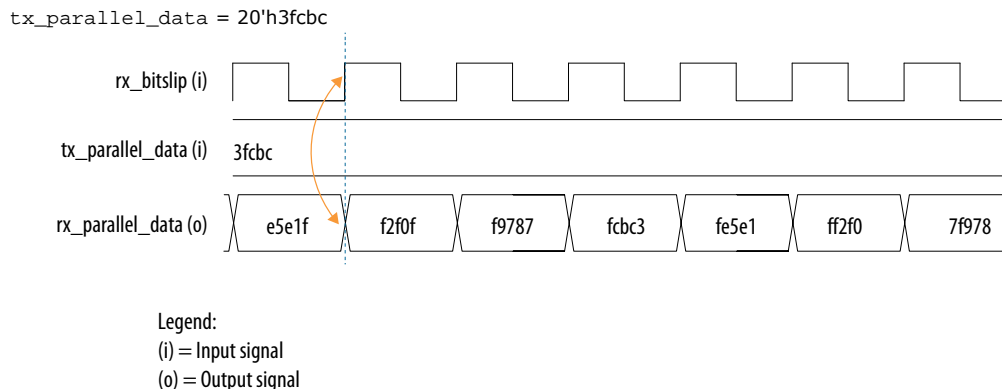 tx_parallel_data = 20'h3fcbc
rx_bitslip (i)
tx_parallel_data (i) 3fcbc
rx_parallel_data (o) e5e1f f2f0f f9787 fcbc3 fe5e1 ff2f0 7f978
Legend:
(i) = Input signal
(o) = Output signal